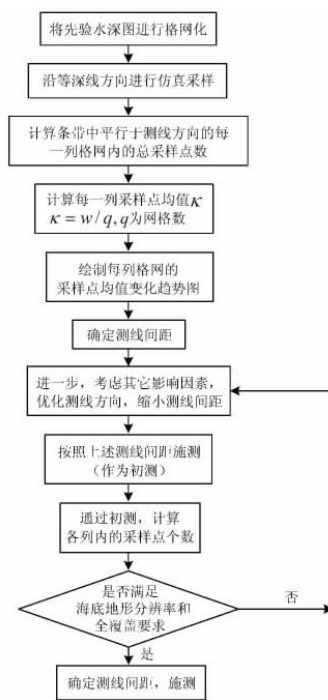 将先验水深图进行格网化
沿等深线方向进行仿真采样
计算条带中平行于测线方向的每
一列格网内的总采样点数
计算每一列采样点均值κ
κ = w / q, q为网格数
绘制每列格网的
采样点均值变化趋势图
确定测线间距
进一步，考虑其它影响因素，
优化测线方向，缩小测线间距
按照上述测线间距施测
（作为初测）
通过初测，计算
各列内的采样点个数
是否满足
海底地形分辨率和
全覆盖要求
否
是
确定测线间距，施测